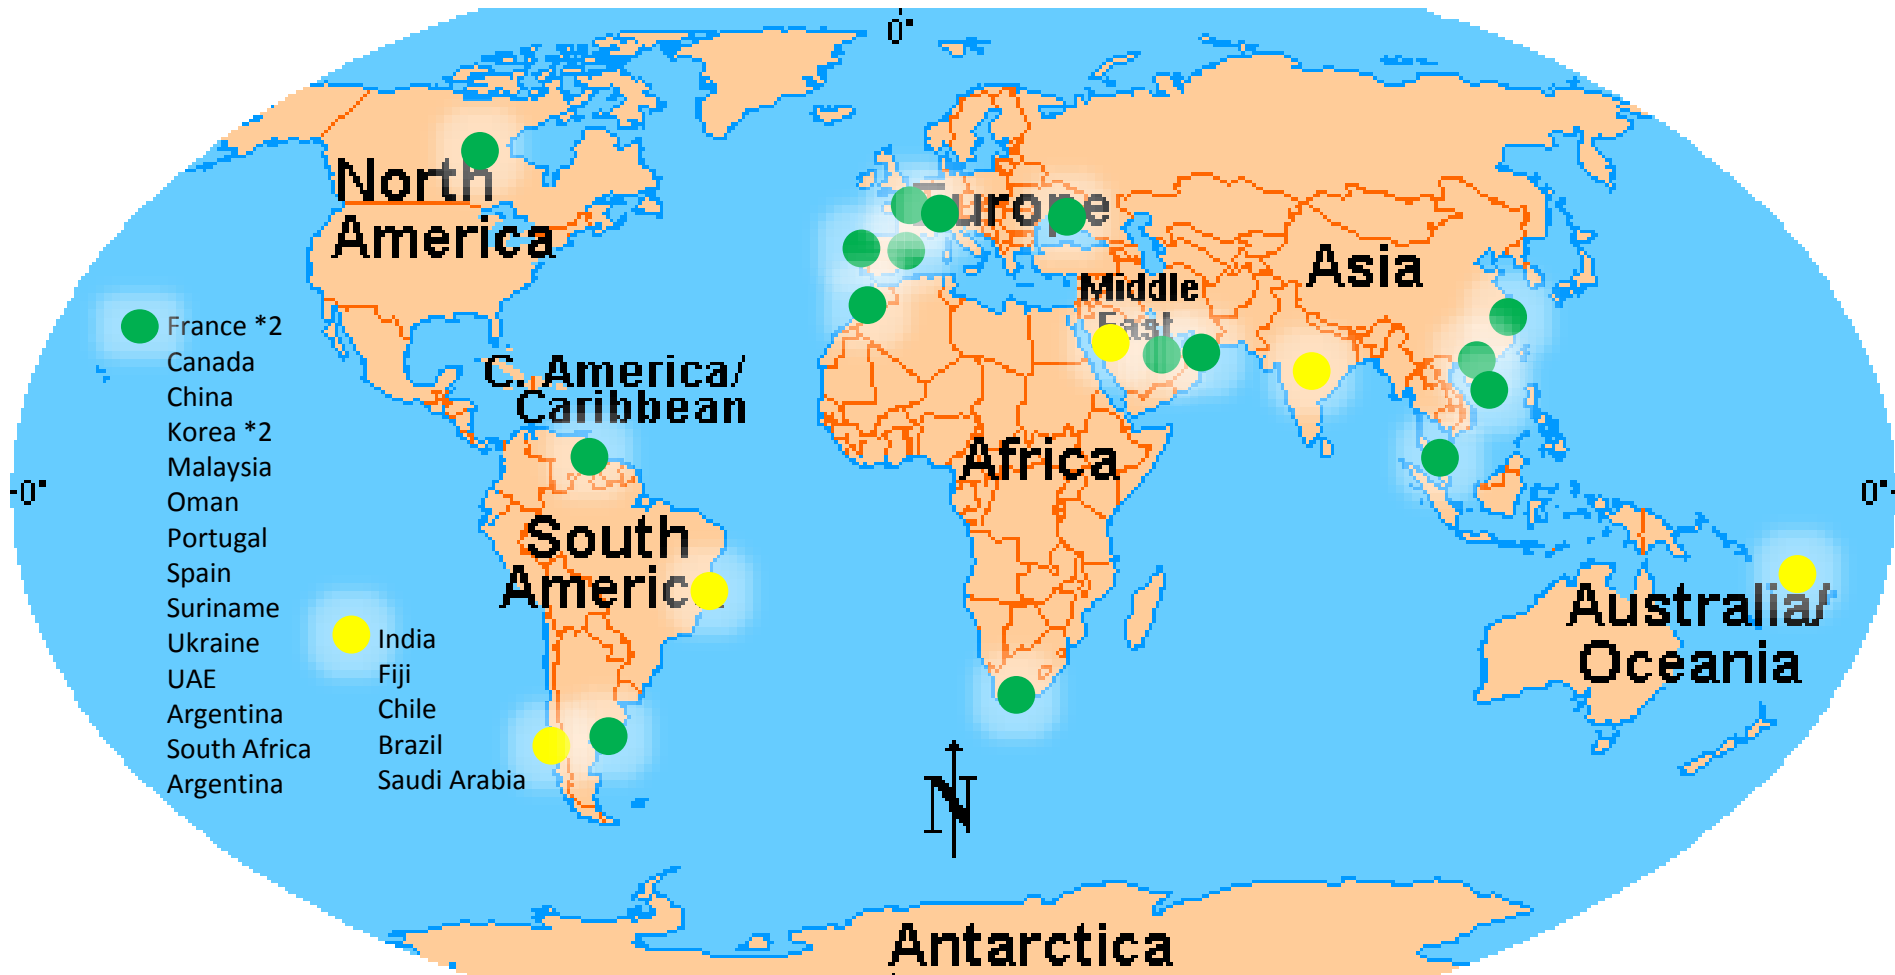 0°
North
America
Europe
Asia
Middle
East
France *2
Canada
China
Korea *2
Malaysia
Oman
Portugal
Spain
Suriname
Ukraine
UAE
Argentina
South Africa
Argentina
C. America/
Caribbean
Africa
-0°
0°-
South
Americ
India
Fiji
Chile
Brazil
Saudi Arabia
Australia/
Oceania
N
Antarctica